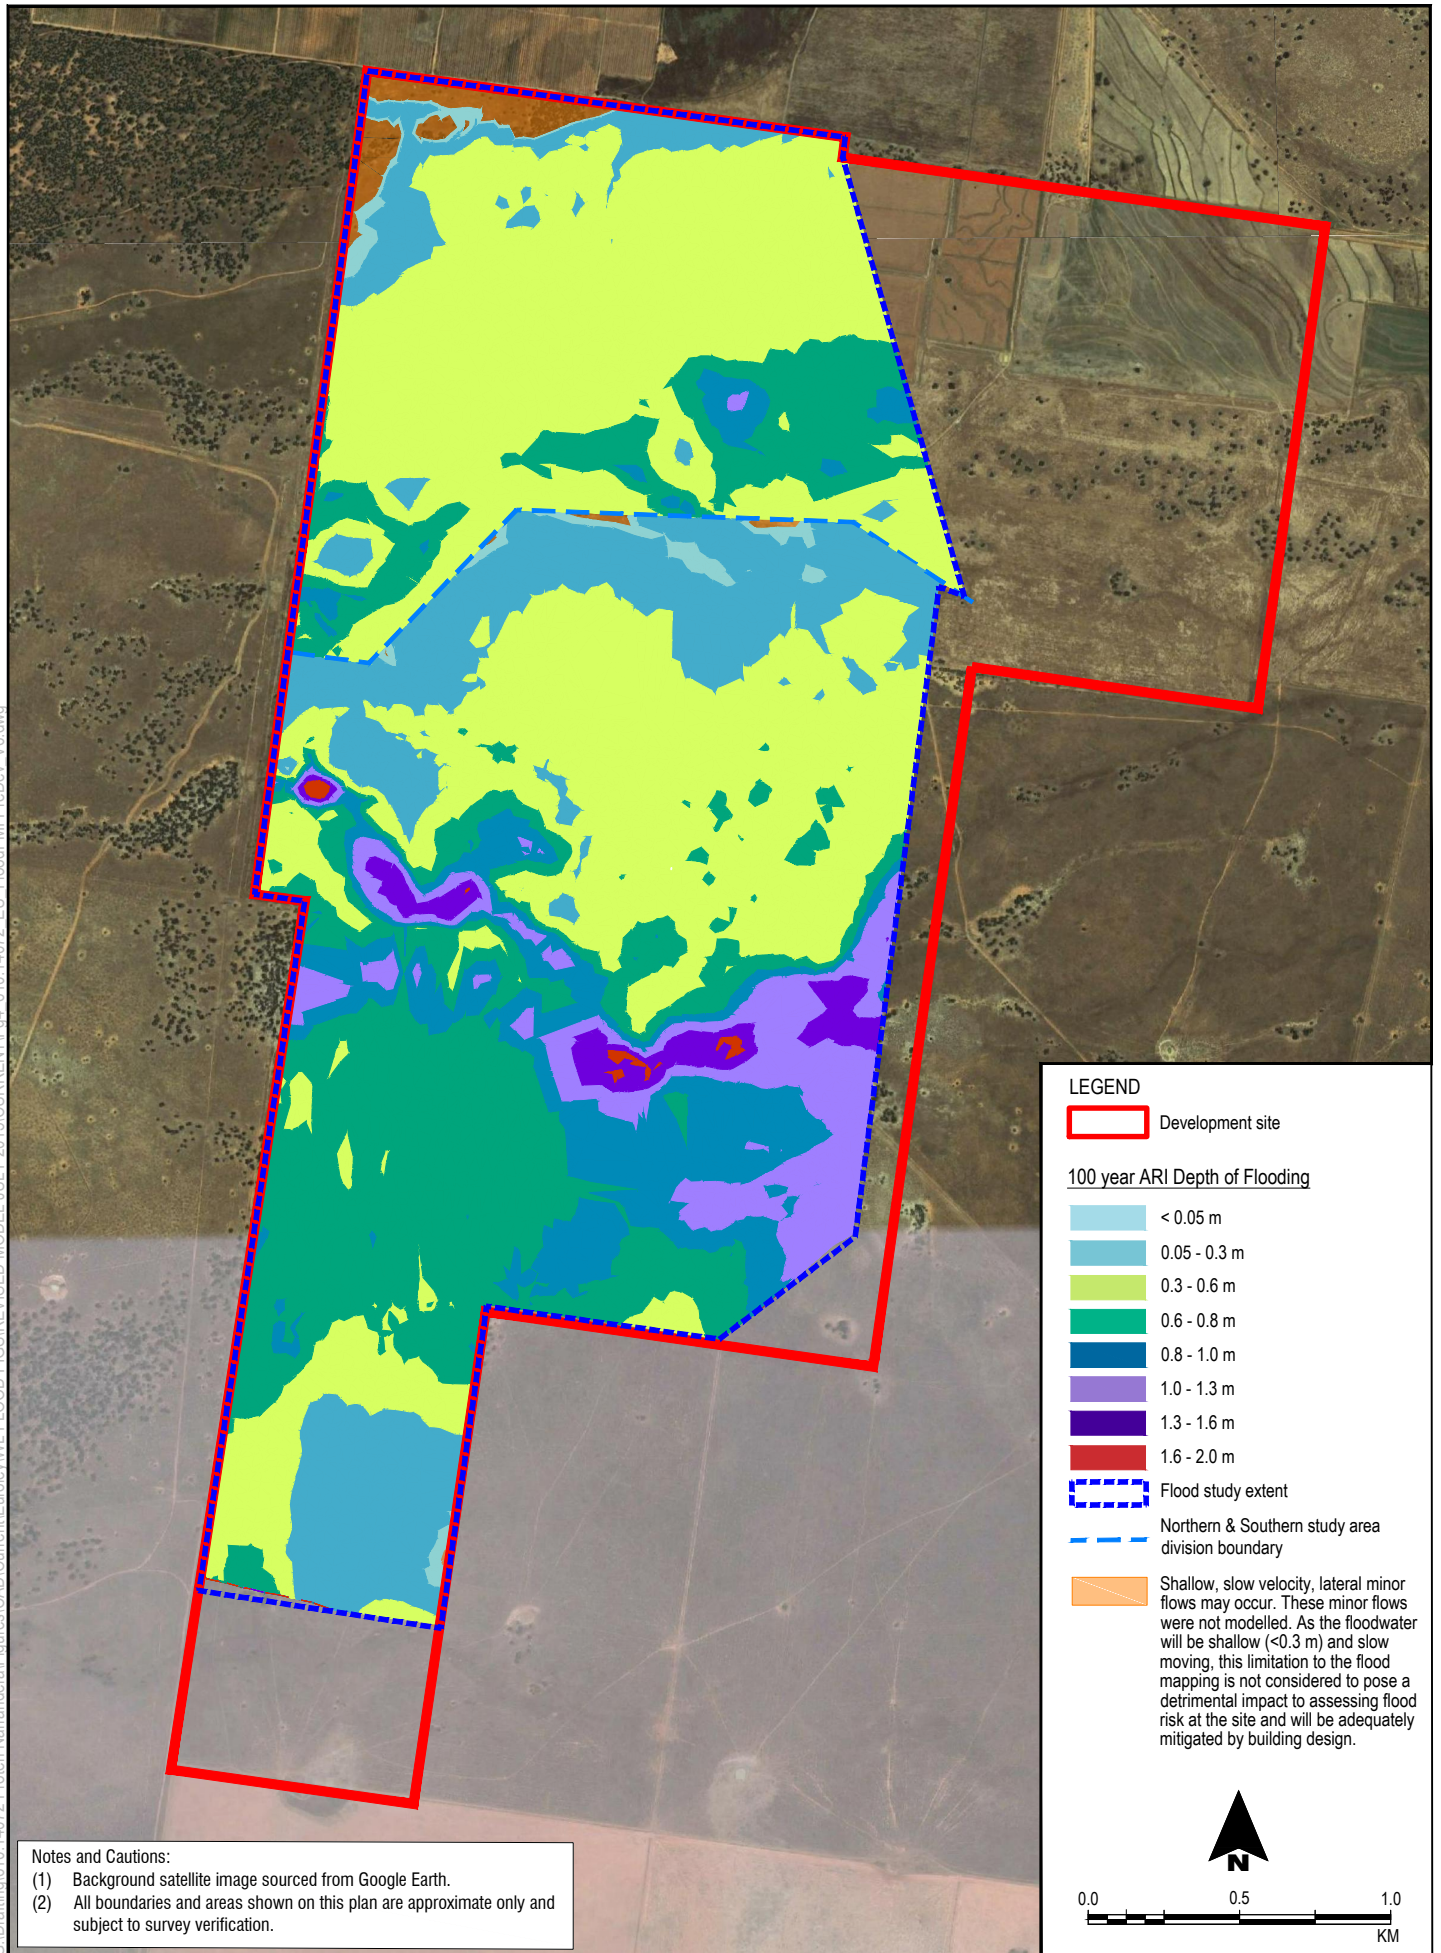 LEGEND
Development site
100 year ARI Depth of Flooding
< 0.05 m
0.05 - 0.3 m
0.3 - 0.6 m
0.6 - 0.8 m
0.8 - 1.0 m
1.0 - 1.3 m
1.3 - 1.6 m
1.6 - 2.0 m
Flood study extent
Northern & Southern study area
division boundary
Shallow, slow velocity, lateral minor
flows may occur. These minor flows
were not modelled. As the floodwater
will be shallow (<0.3 m) and slow
moving, this limitation to the flood
mapping is not considered to pose a
detrimental impact to assessing flood
risk at the site and will be adequately
mitigated by building design.
N
0.0 0.5 1.0
KM
Notes and Cautions:
(1) Background satellite image sourced from Google Earth.
(2) All boundaries and areas shown on this plan are approximate only and
subject to survey verification.